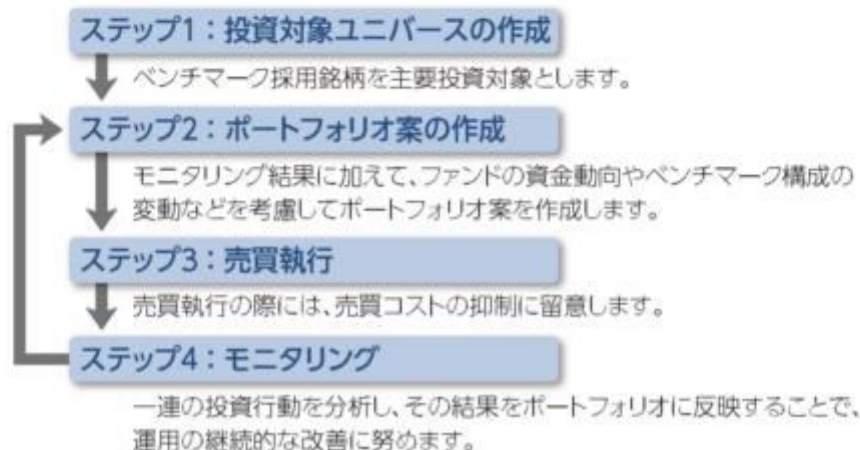 ステップ1：投資対象ユニバースの作成
ベンチマーク採用銘柄を主要投資対象とします。
ステップ2：ポートフォリオ案の作成
モニタリング結果に加えて、ファンドの資金動向やベンチマーク構成の
変動などを考慮してポートフォリオ案を作成します。
ステップ3：売買執行
売買執行の際には、売買コストの抑制に留意します。
ステップ4：モニタリング
一連の投資行動を分析し、その結果をポートフォリオに反映することで、
運用の継続的な改善に努めます。